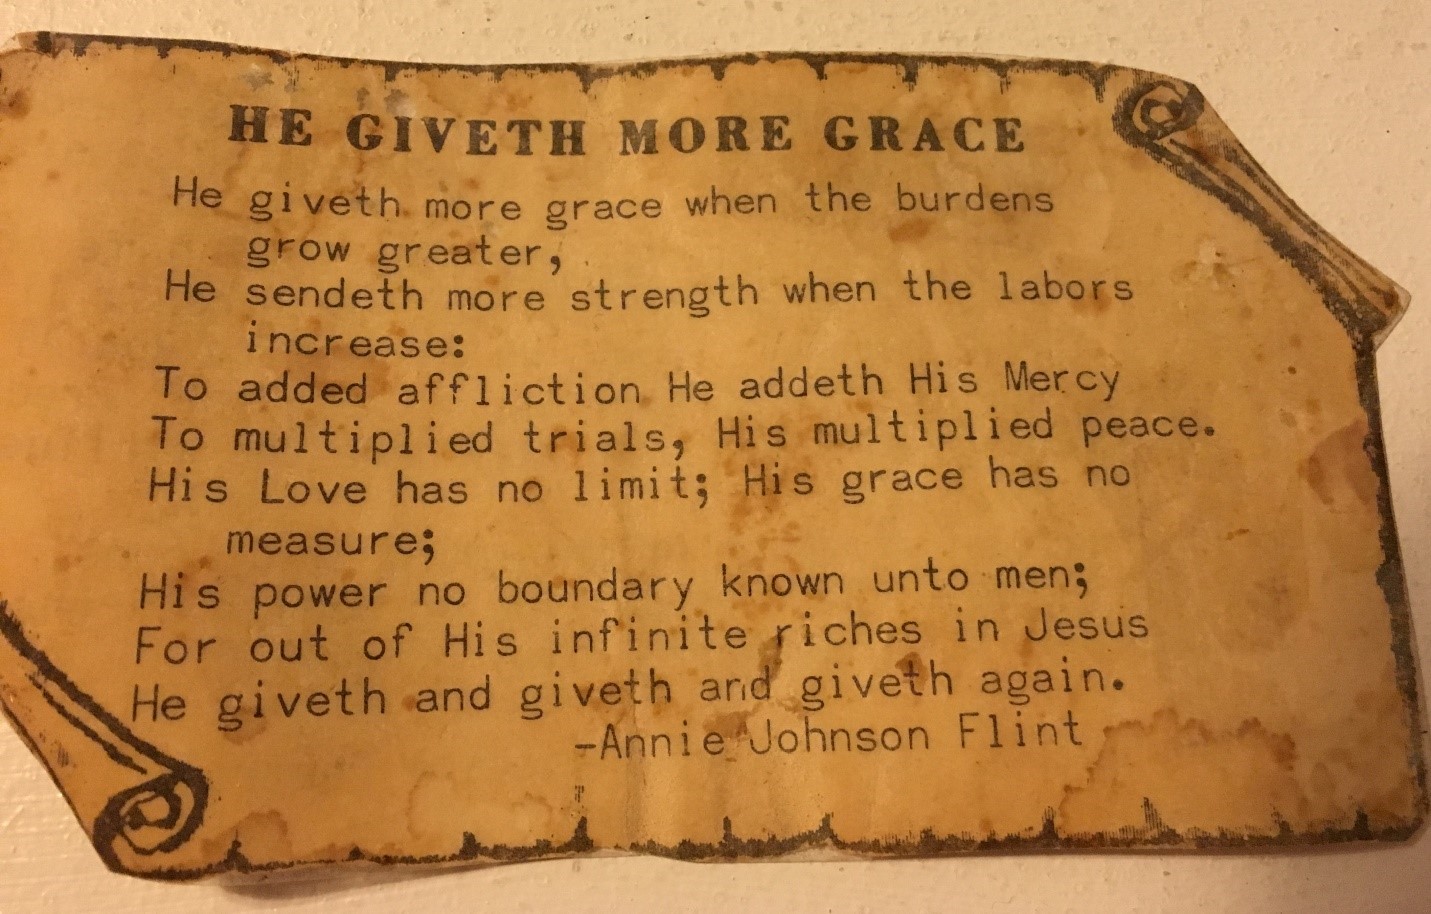 HE GIVETH MORE GRACE
He giveth more grace when the burdens
grow greater,
He sendeth more strength when the labors
increase:
To added affliction He addeth His Mercy
To multiplied trials, His multiplied peace.
His Love has no limit; His grace has no
measure;
His power no boundary known unto men;
For out of His infinite riches in Jesus
He giveth and giveth and giveth again.
-Annie Johnson Flint